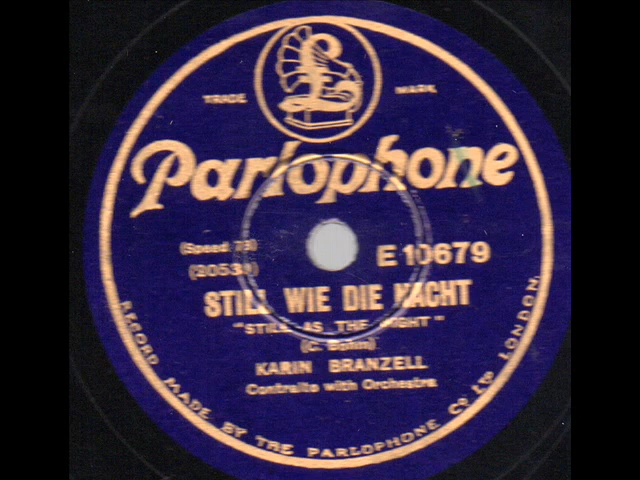 TRADE MARK
Parlophone
(Speed 78)
E 10679
STILL WIE DIE NACHT
"STILL AS THE NIGHT"
(C. Bohm)
KARIN BRANZELL
Contralto with Orchestra
RECORD MADE BY THE PARLOPHONE Co Ltd LONDON.